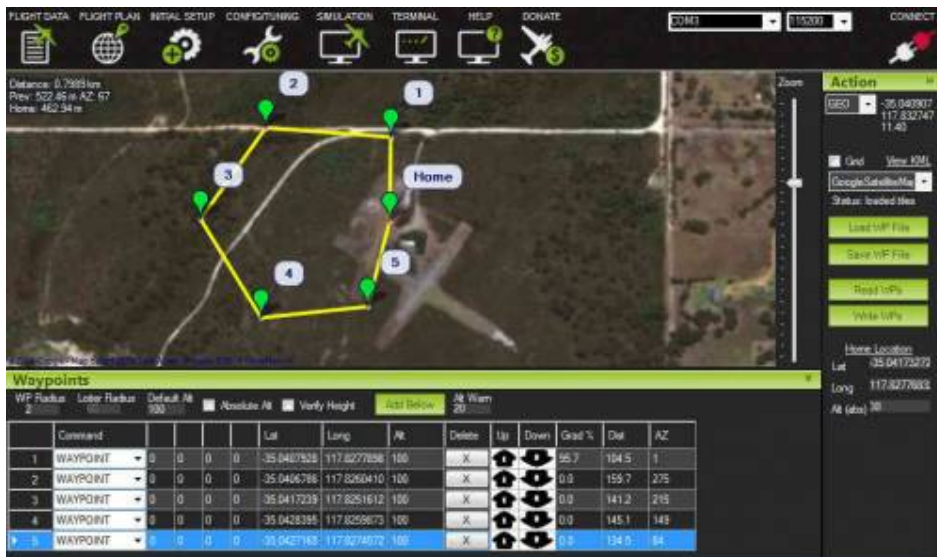 FLIGHT DATA FLIGHT PLAN INITIAL SETUP CONFIG/TUNING SIMULATION TERMINAL HELP DONATE COM3 115200 CONNECT
Distance: 0.7989 km
Prev: 522.46 m AZ: 67
Home: 462.94 m
2
1
3
Home
4
5
Zoom
Action
GEO -35.040907
117.832747
11.40
Grid View KML
GoogleSatelliteMap
Status: loaded tiles
Load WP File
Save WP File
Read WPs
Write WPs
Home Location
Lat -35.04173272
Long 117.8277683
Alt (abs) 38
Waypoints
WP Radius Loiter Radius Default Alt Absolute Alt Verify Height Add Below Alt Warn
2 100 20
Command Lat Long Alt Delete Up Down Grad % Dist AZ
1 WAYPOINT 0 0 0 0 -35.0407928 117.8277898 100 X 95.7 104.5 1
2 WAYPOINT 0 0 0 0 -35.0406786 117.8260410 100 X 0.0 159.7 275
3 WAYPOINT 0 0 0 0 -35.0417239 117.8251612 100 X 0.0 141.2 215
4 WAYPOINT 0 0 0 0 -35.0428395 117.8259873 100 X 0.0 145.1 149
5 WAYPOINT 0 0 0 0 -35.0427168 117.8274572 100 X 0.0 134.5 84